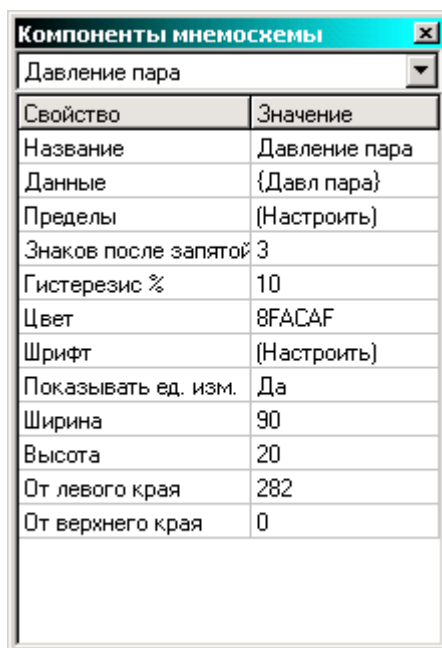 Компоненты мнемосхемы
Давление пара
Свойство Значение
Название Давление пара
Данные {Давл пара}
Пределы (Настроить)
Знаков после запятой 3
Гистерезис % 10
Цвет 8FACAF
Шрифт (Настроить)
Показывать ед. изм. Да
Ширина 90
Высота 20
От левого края 282
От верхнего края 0